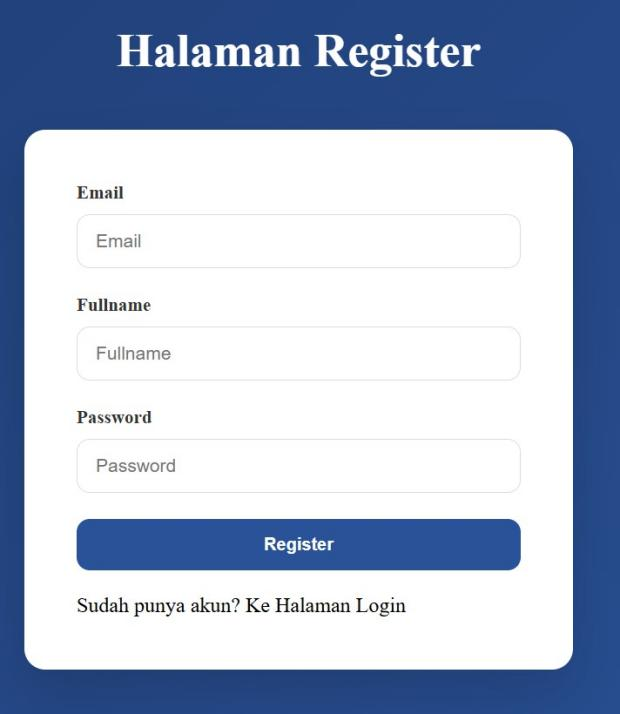 Halaman Register
Email
Email
Fullname
Fullname
Password
Password
Register
Sudah punya akun? Ke Halaman Login